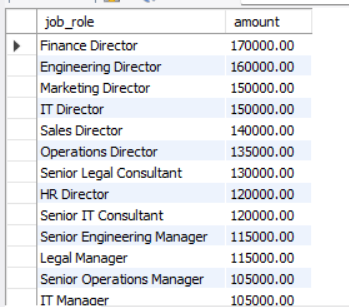 job_role amount
Finance Director 170000.00
Engineering Director 160000.00
Marketing Director 150000.00
IT Director 150000.00
Sales Director 140000.00
Operations Director 135000.00
Senior Legal Consultant 130000.00
HR Director 120000.00
Senior IT Consultant 120000.00
Senior Engineering Manager 115000.00
Legal Manager 115000.00
Senior Operations Manager 105000.00
IT Manager 105000.00